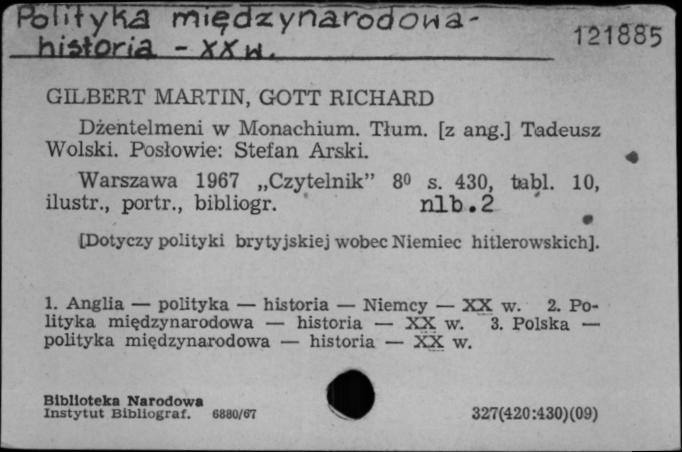 Polityka międzynarodowa-
historia - XX w.
121885
GILBERT MARTIN, GOTT RICHARD
Dżentelmeni w Monachium. Tłum. [z ang.] Tadeusz
Wolski. Posłowie: Stefan Arski.
Warszawa 1967 „Czytelnik” 8⁰ s. 430, tabl. 10,
ilustr., portr., bibliogr. nlb.2
[Dotyczy polityki brytyjskiej wobec Niemiec hitlerowskich].
1. Anglia — polityka — historia — Niemcy — XX w. 2. Po-
lityka międzynarodowa — historia — XX w. 3. Polska —
polityka międzynarodowa — historia — XX w.
Biblioteka Narodowa
Instytut Bibliograf. 6880/67
327(420:430)(09)